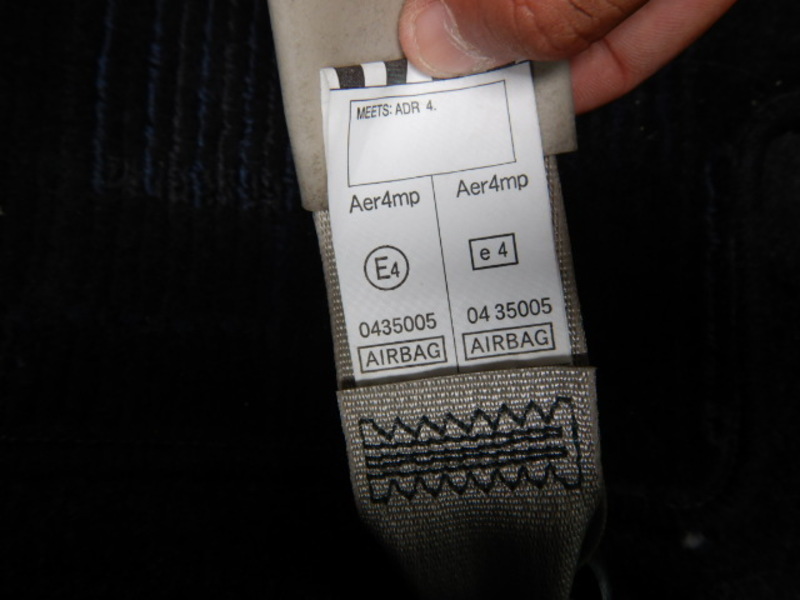 MEETS: ADR 4.
Aer4mp Aer4mp
E4 e 4
0435005 04 35005
AIRBAG AIRBAG